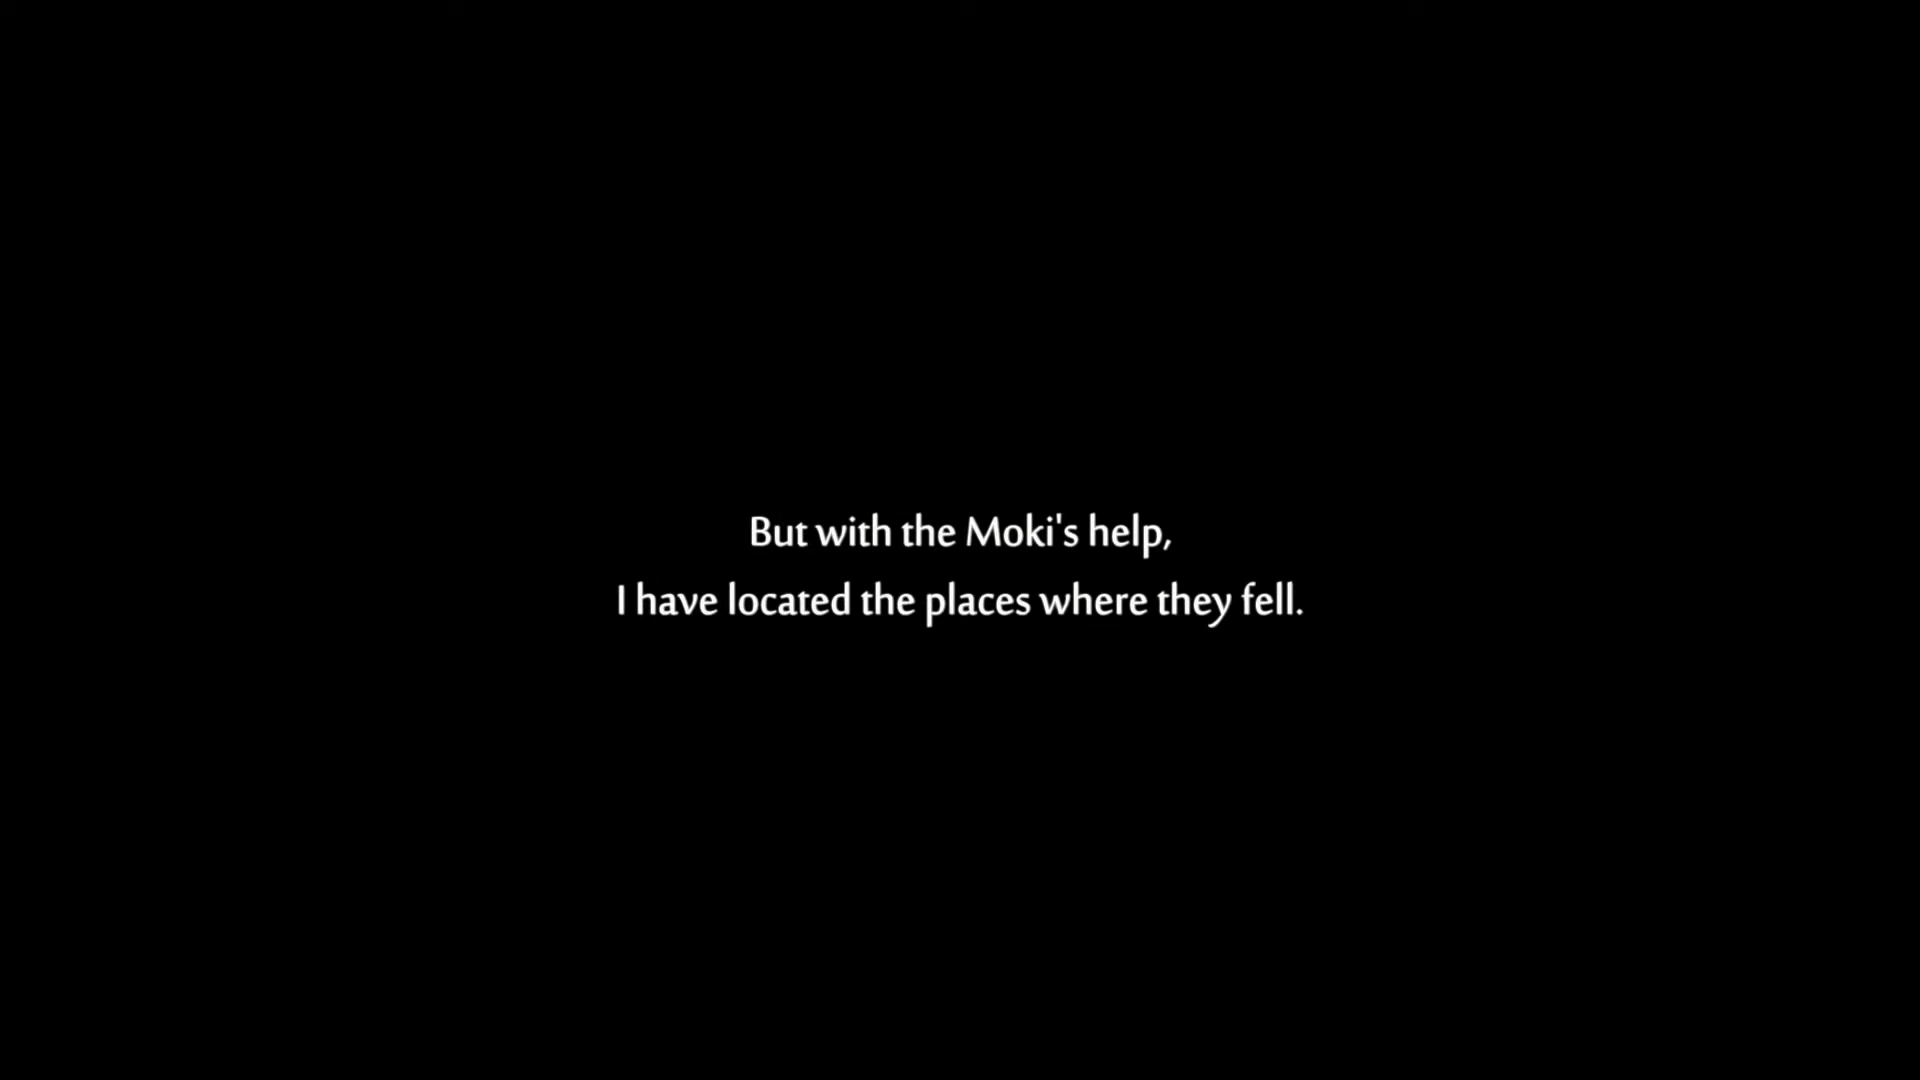 But with the Moki's help,
I have located the places where they fell.